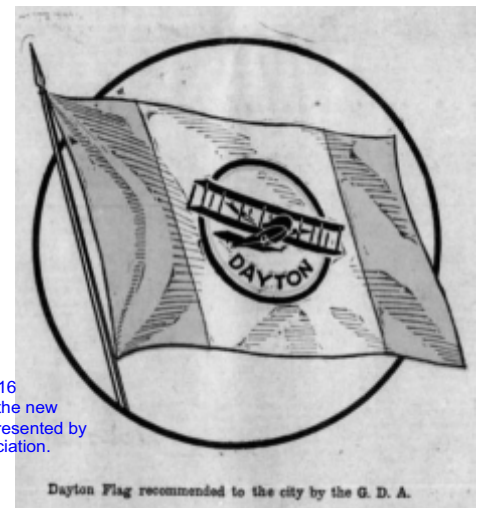 DAYTON
16
the new
resented by
ciation.
Dayton Flag recommended to the city by the G. D. A.